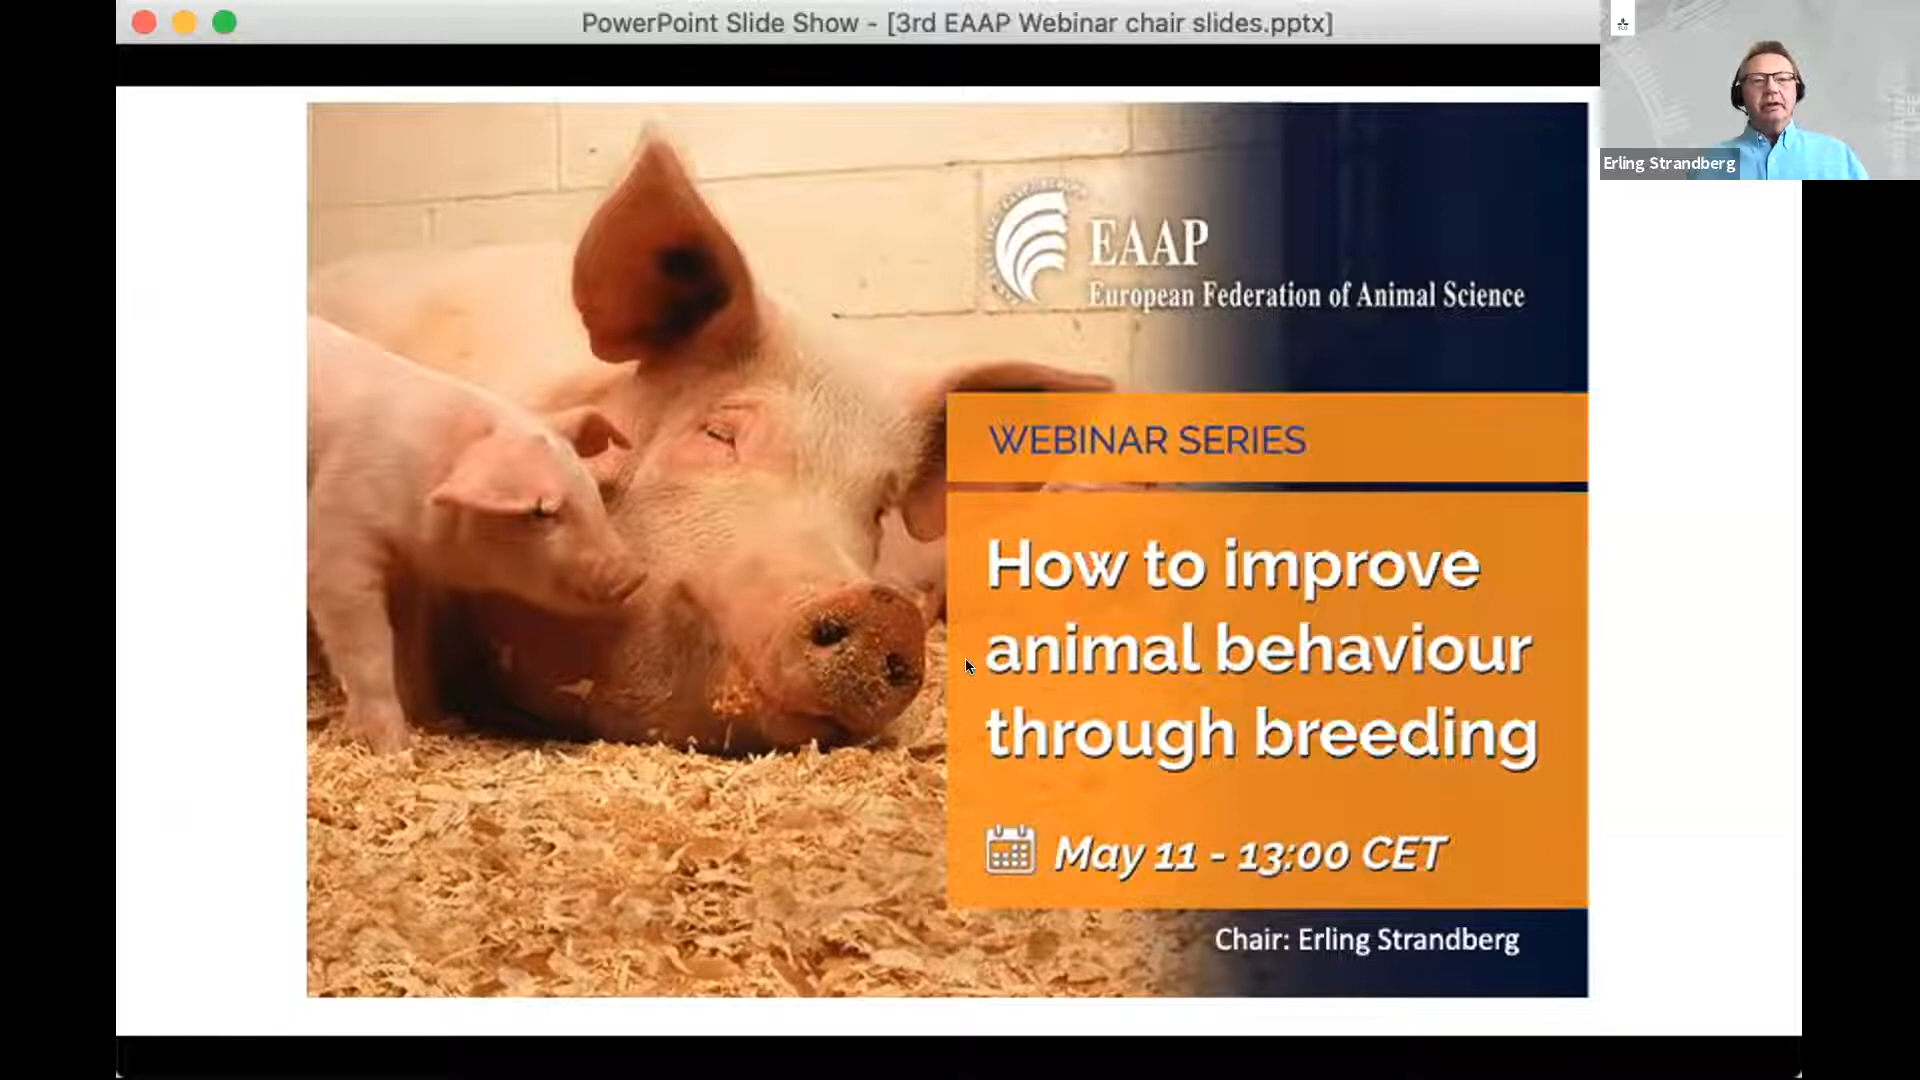 PowerPoint Slide Show - [3rd EAAP Webinar chair slides.pptx]
Erling Strandberg
EAAP
European Federation of Animal Science
WEBINAR SERIES
How to improve
animal behaviour
through breeding
May 11 - 13:00 CET
Chair: Erling Strandberg